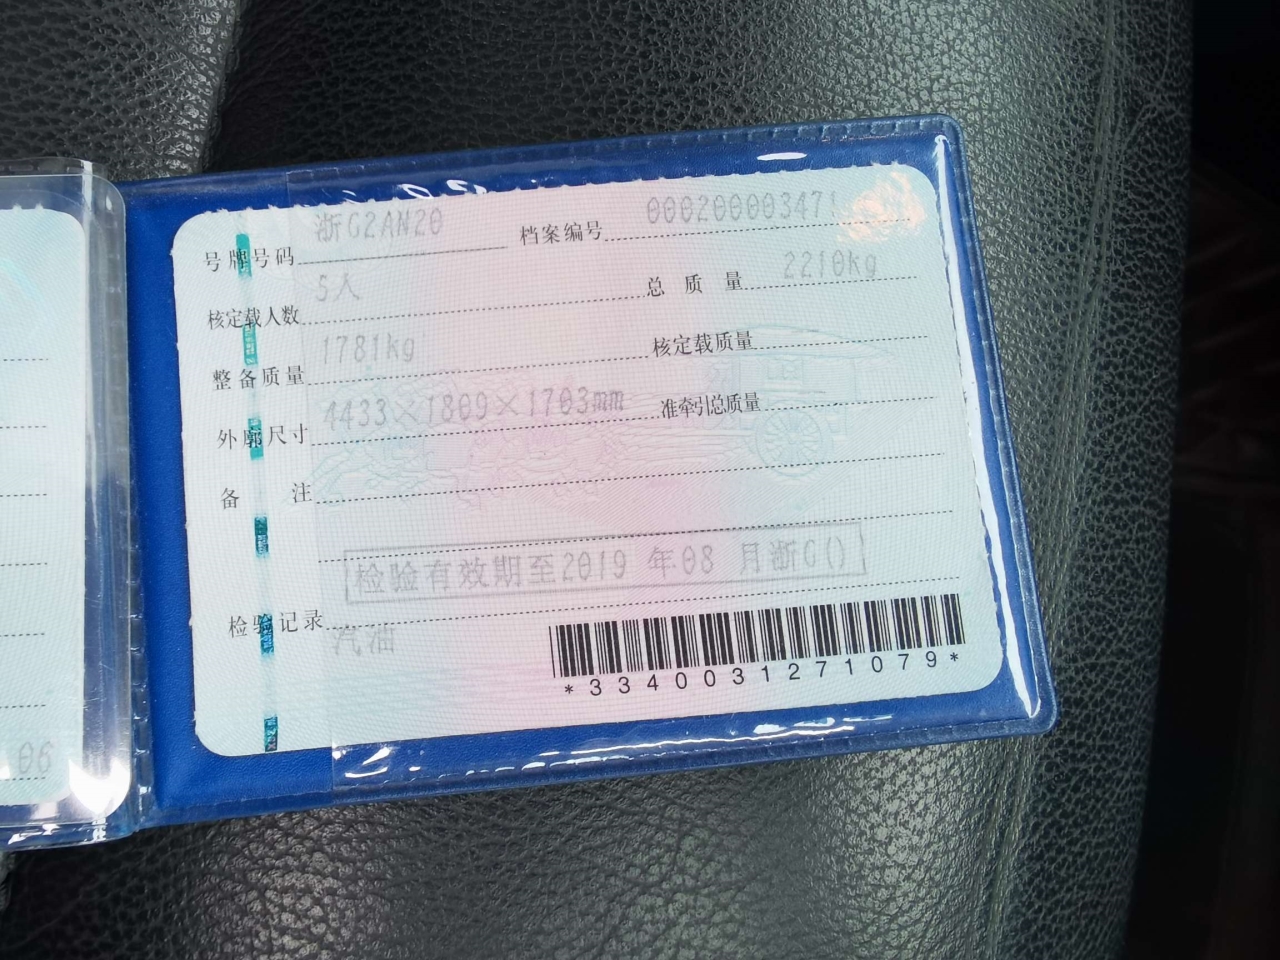 号牌号码 浙G2AN20 档案编号 000200003471
核定载人数 5人 总质量 2210kg
整备质量 1781kg 核定载质量
外廓尺寸 4433×1809×1703mm 准牵引总质量
备注
检验有效期至2019 年08 月浙G()
检验记录
汽油
*3340031271079*
06